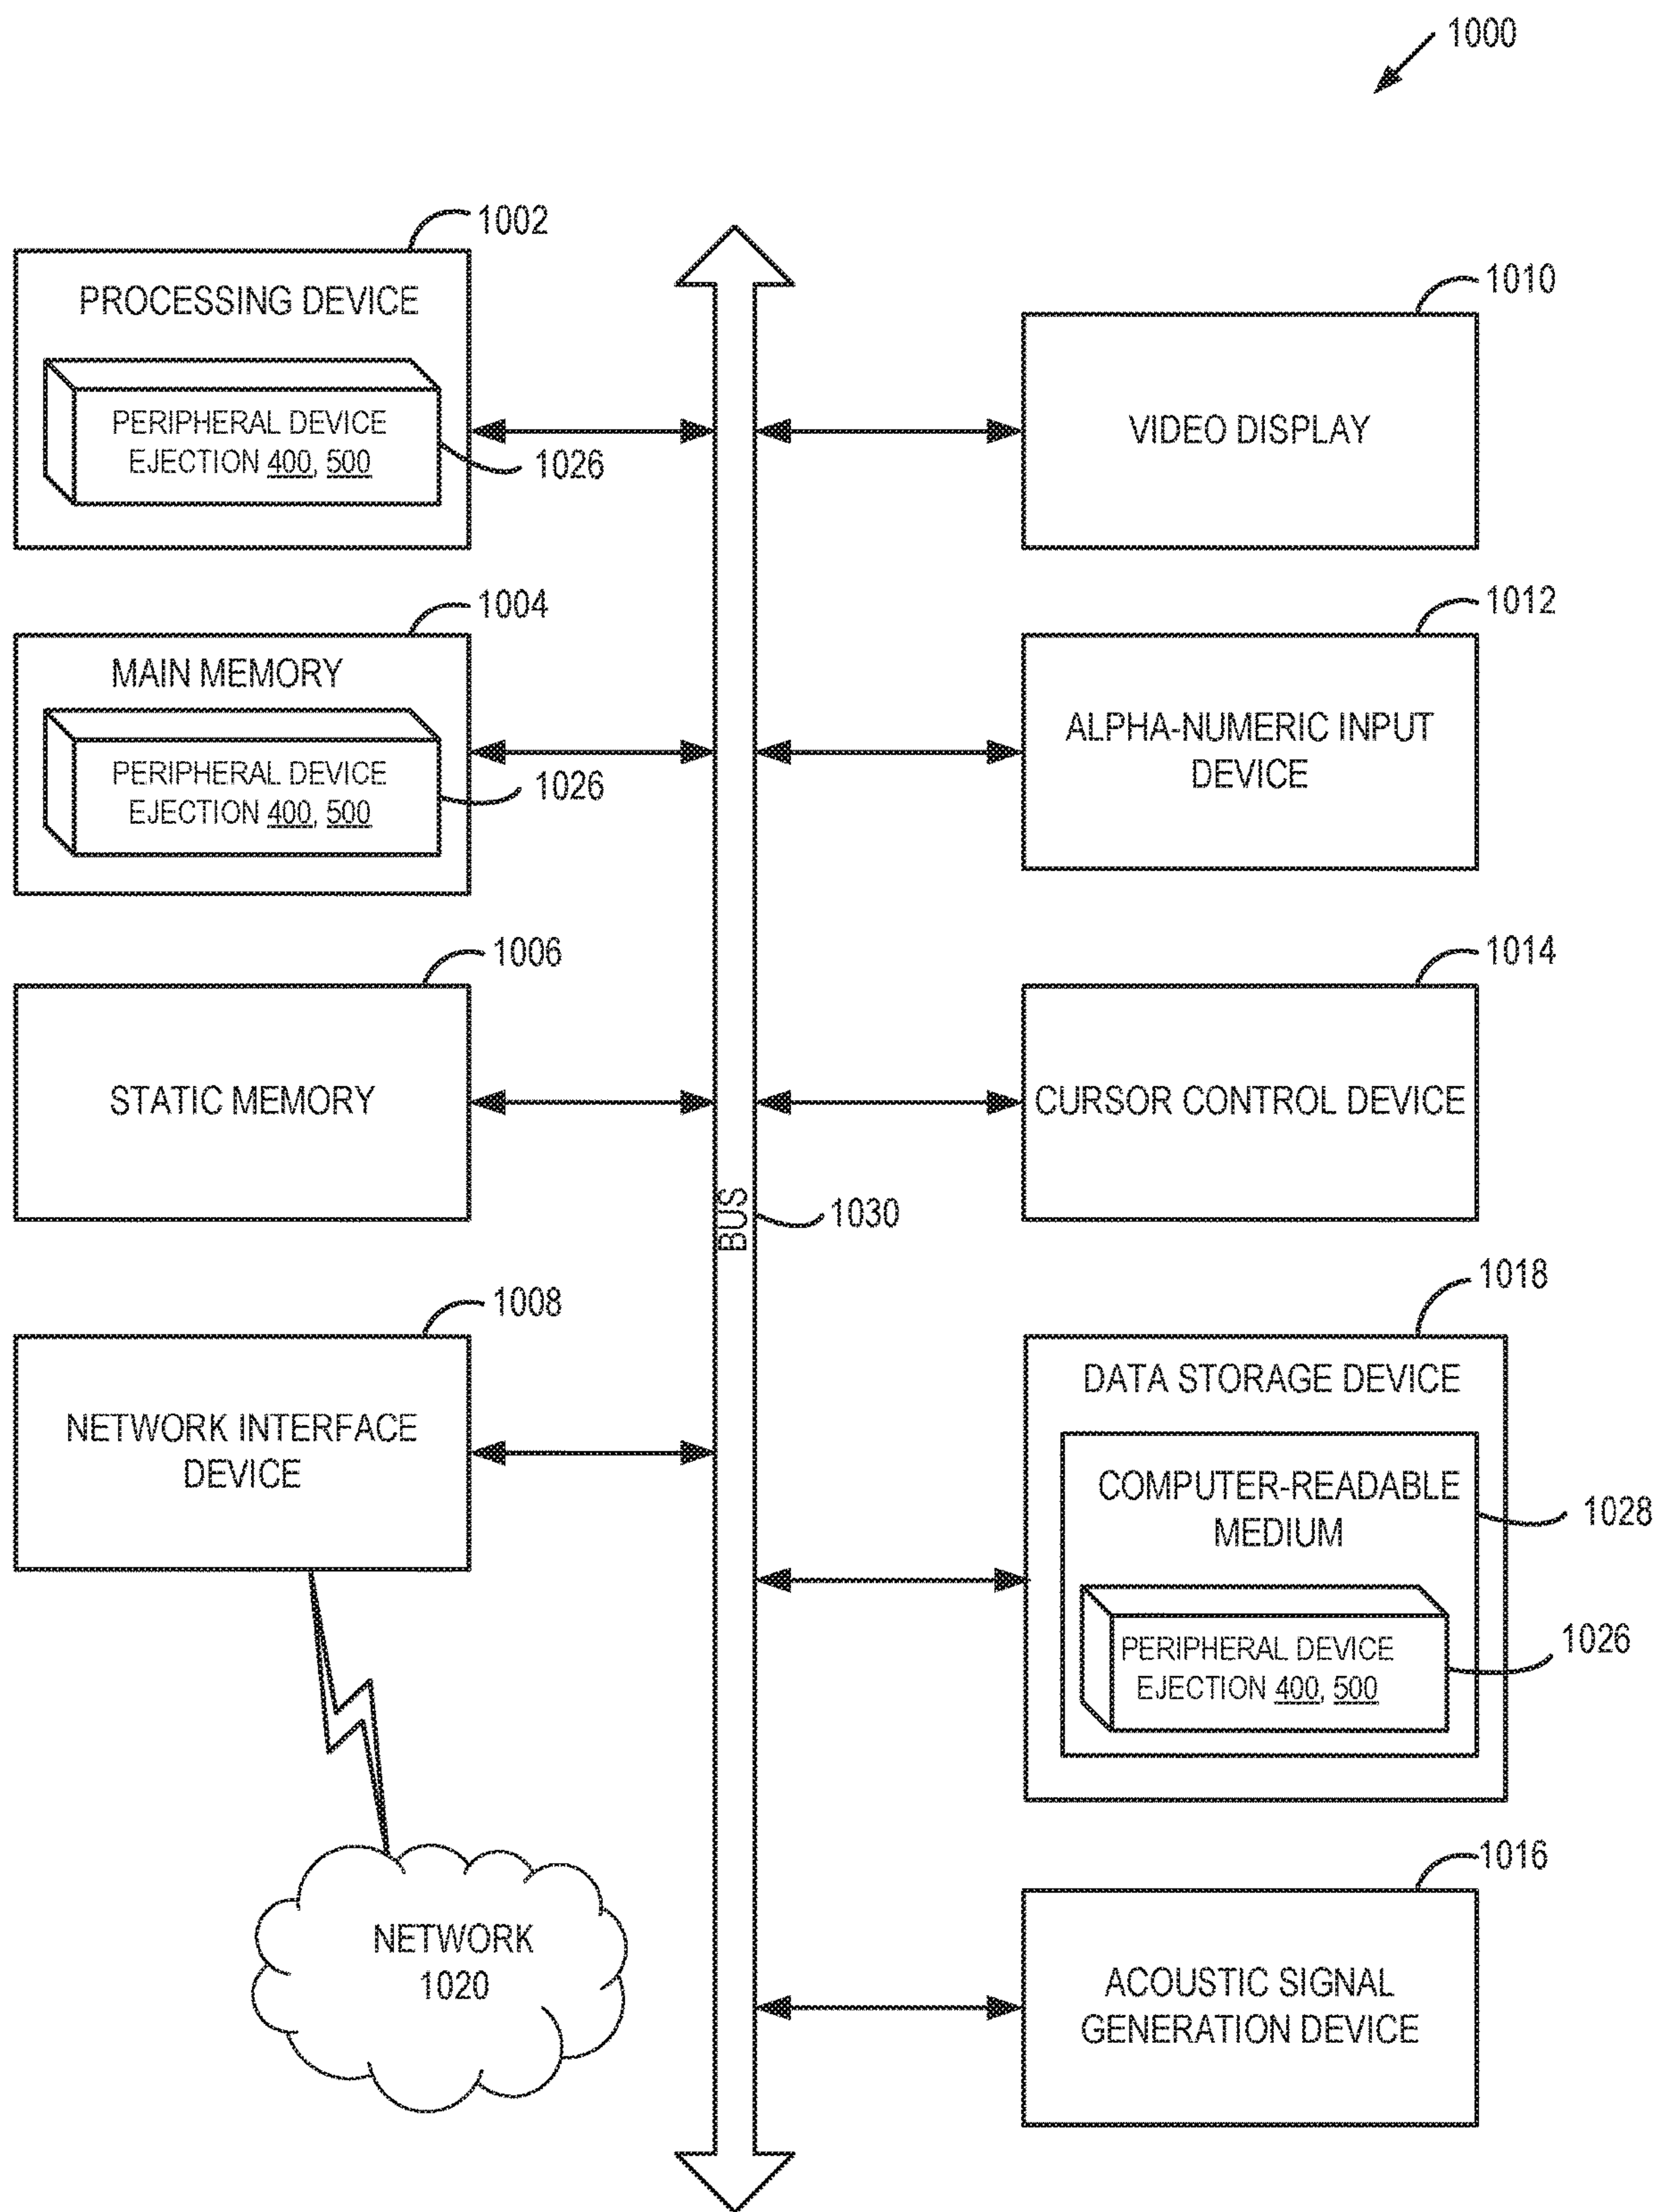 1000
1002
PROCESSING DEVICE
PERIPHERAL DEVICE
EJECTION 400, 500
1026
1004
MAIN MEMORY
PERIPHERAL DEVICE
EJECTION 400, 500
1026
1006
STATIC MEMORY
1008
NETWORK INTERFACE
DEVICE
NETWORK
1020
BUS
1030
1010
VIDEO DISPLAY
1012
ALPHA-NUMERIC INPUT
DEVICE
1014
CURSOR CONTROL DEVICE
1018
DATA STORAGE DEVICE
COMPUTER-READABLE
MEDIUM
1028
PERIPHERAL DEVICE
EJECTION 400, 500
1026
1016
ACOUSTIC SIGNAL
GENERATION DEVICE